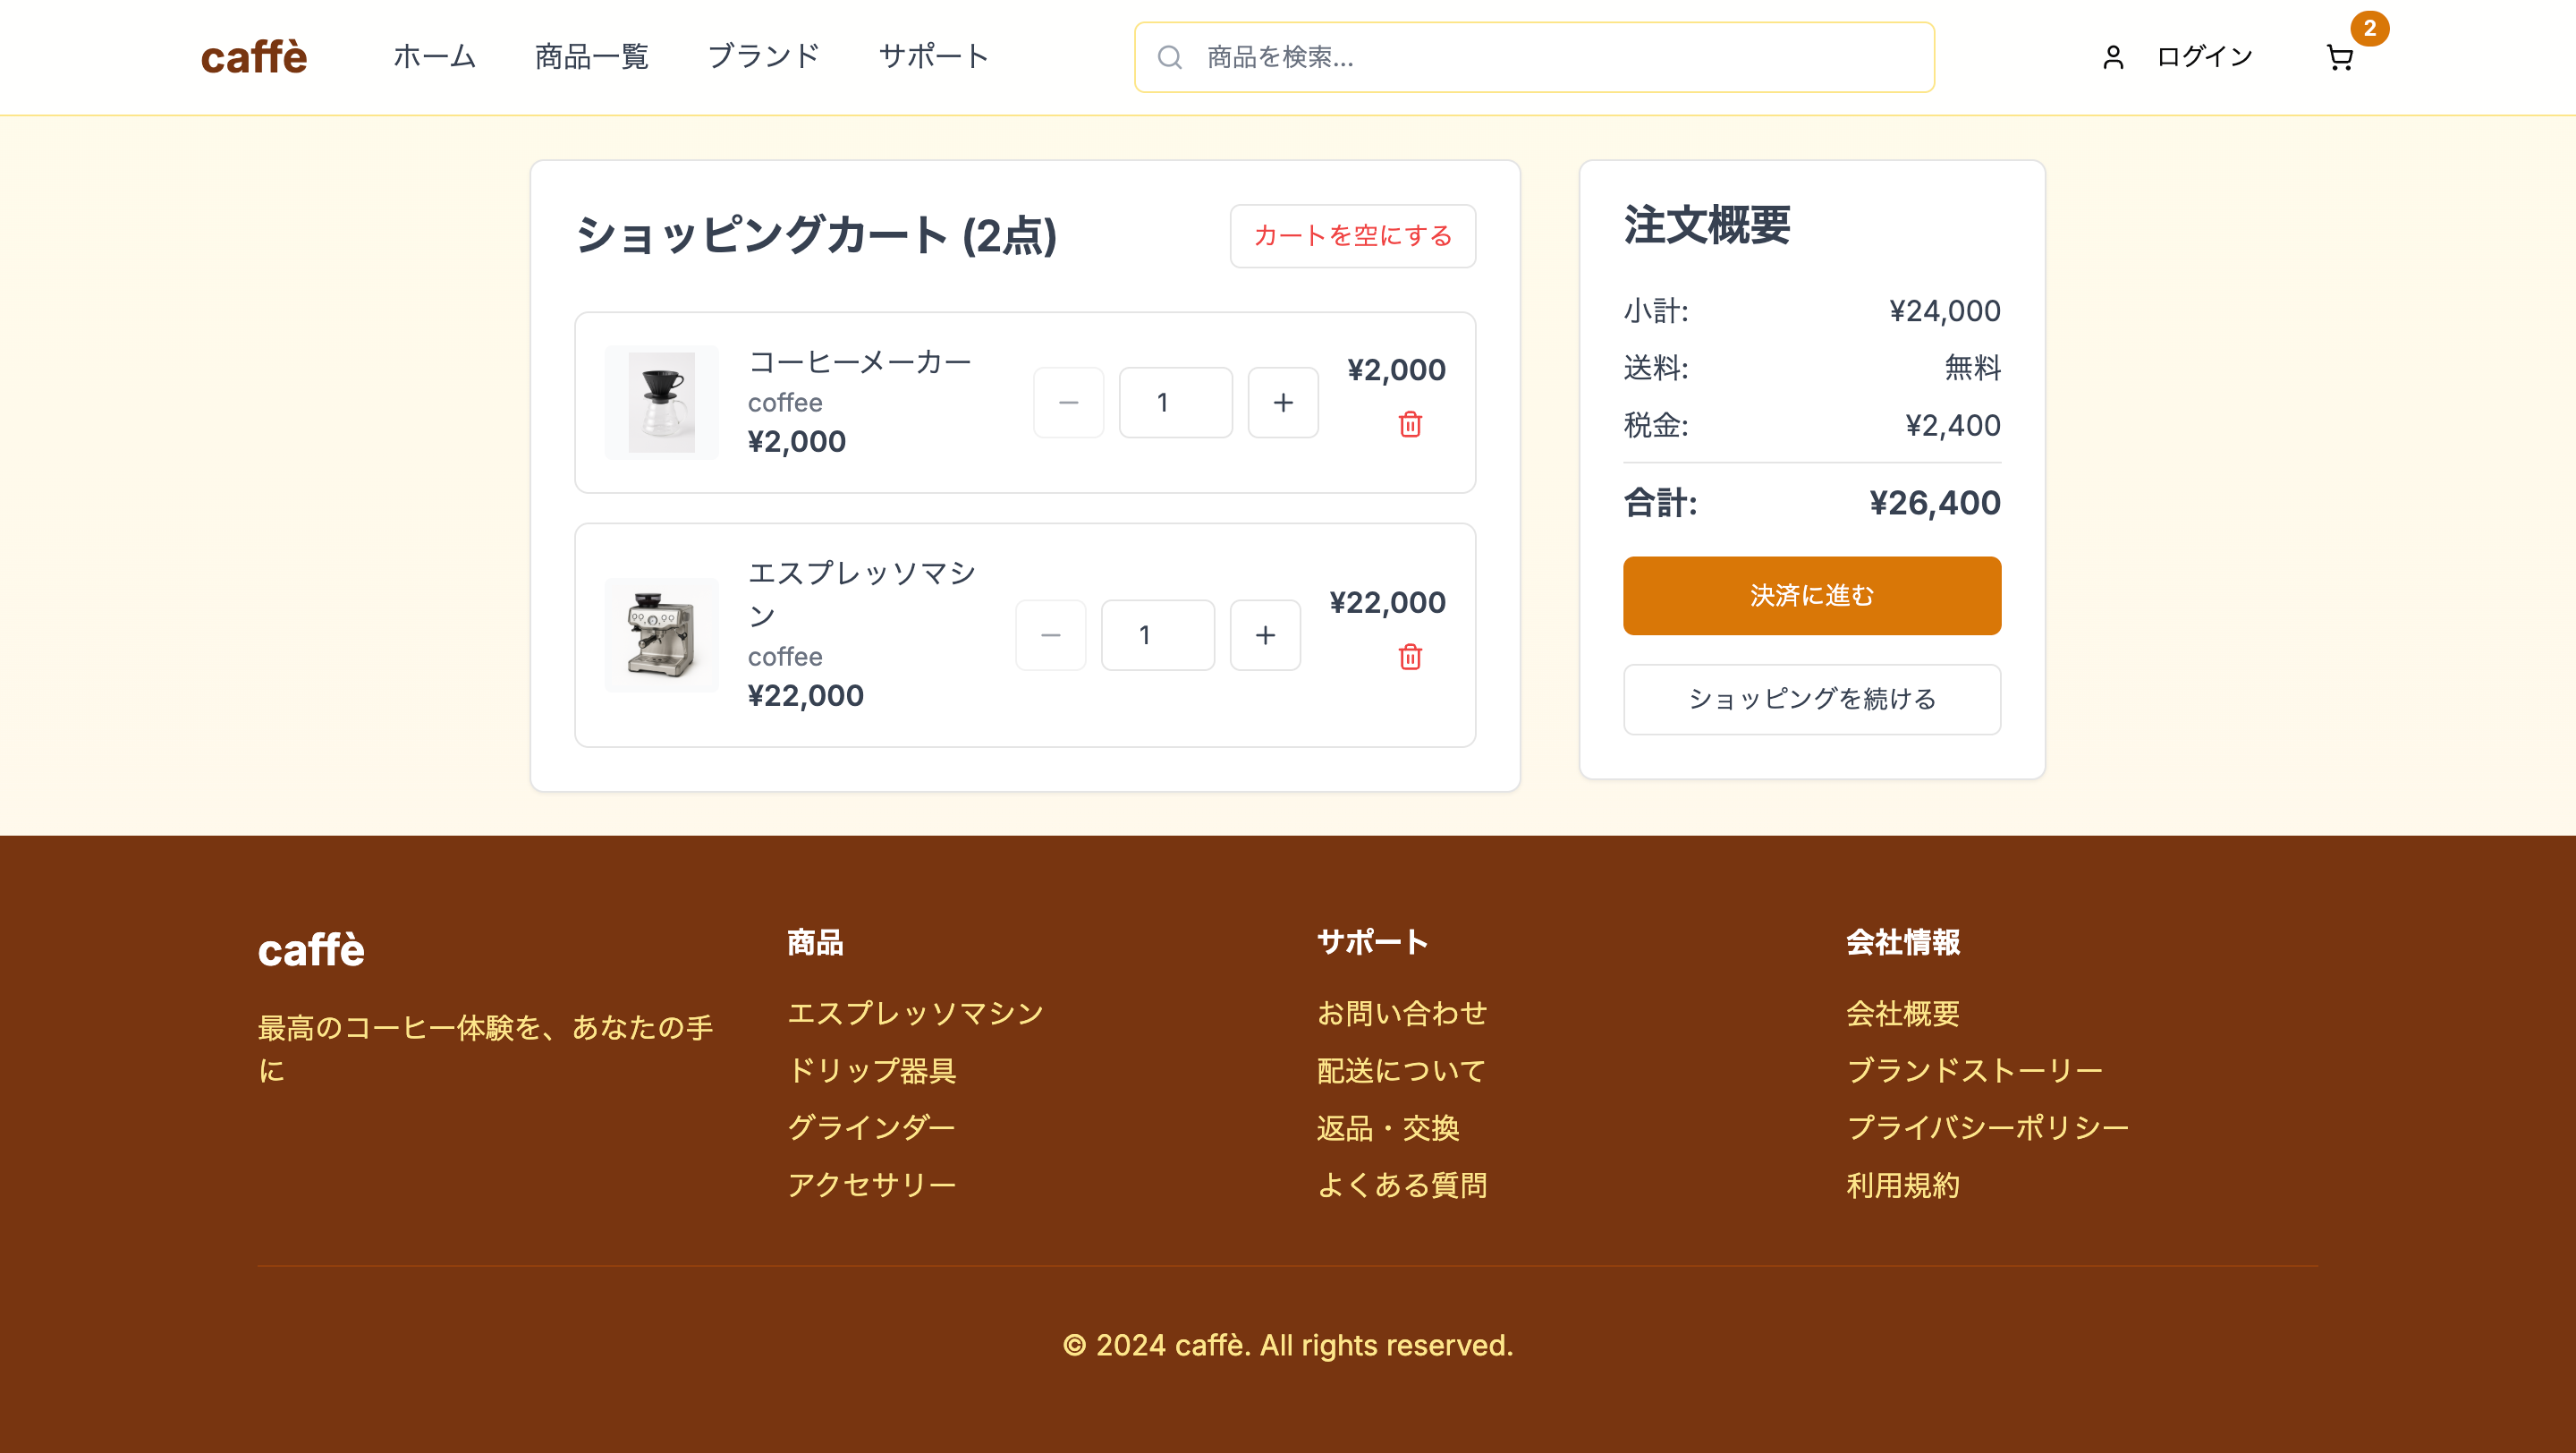 caffè
ホーム
商品一覧
ブランド
サポート
商品を検索...
ログイン
2
ショッピングカート (2点)
カートを空にする
コーヒーメーカー
coffee
¥2,000
1
¥2,000
エスプレッソマシ
ン
coffee
¥22,000
1
¥22,000
注文概要
小計: ¥24,000
送料: 無料
税金: ¥2,400
合計: ¥26,400
決済に進む
ショッピングを続ける
caffè
最高のコーヒー体験を、あなたの手
に
商品
エスプレッソマシン
ドリップ器具
グラインダー
アクセサリー
サポート
お問い合わせ
配送について
返品・交換
よくある質問
会社情報
会社概要
ブランドストーリー
プライバシーポリシー
利用規約
© 2024 caffè. All rights reserved.